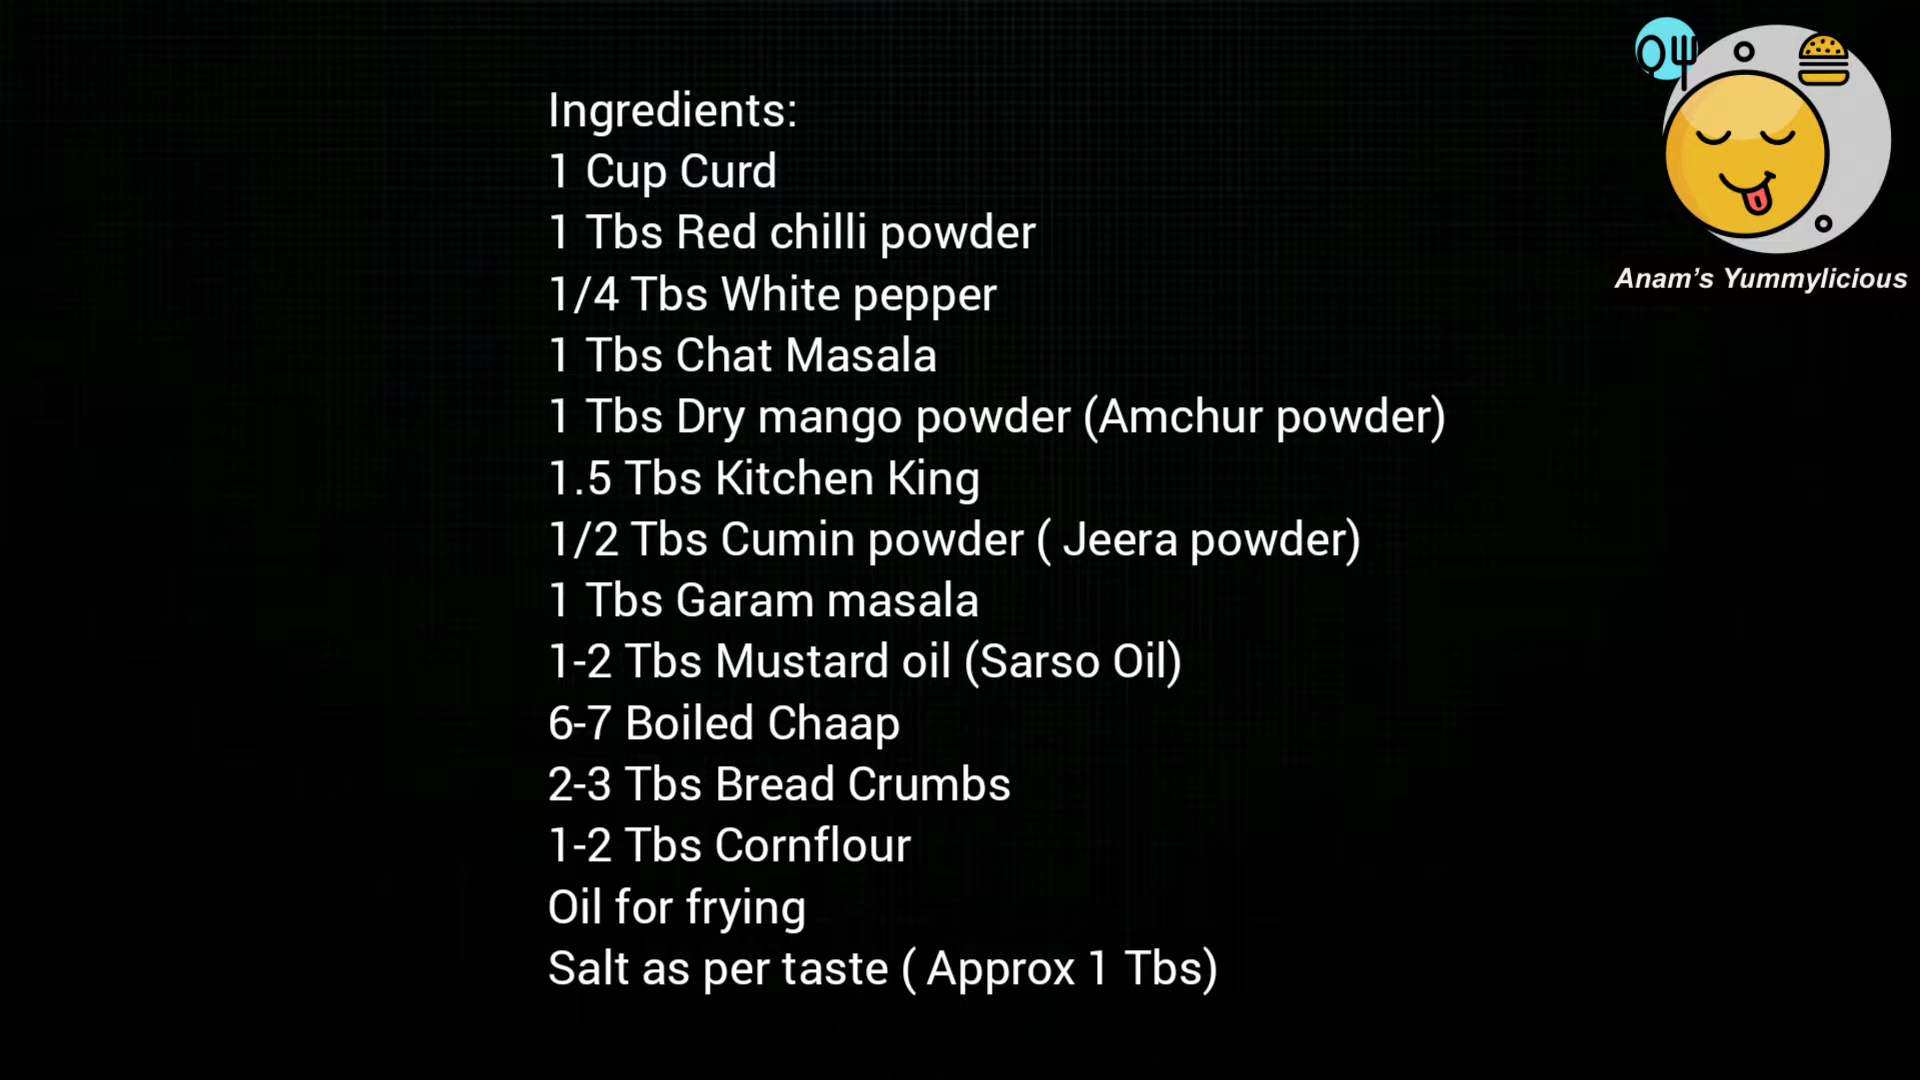 Ingredients:
1 Cup Curd
1 Tbs Red chilli powder
1/4 Tbs White pepper
1 Tbs Chat Masala
1 Tbs Dry mango powder (Amchur powder)
1.5 Tbs Kitchen King
1/2 Tbs Cumin powder ( Jeera powder)
1 Tbs Garam masala
1-2 Tbs Mustard oil (Sarso Oil)
6-7 Boiled Chaap
2-3 Tbs Bread Crumbs
1-2 Tbs Cornflour
Oil for frying
Salt as per taste ( Approx 1 Tbs)
Anam’s Yummylicious